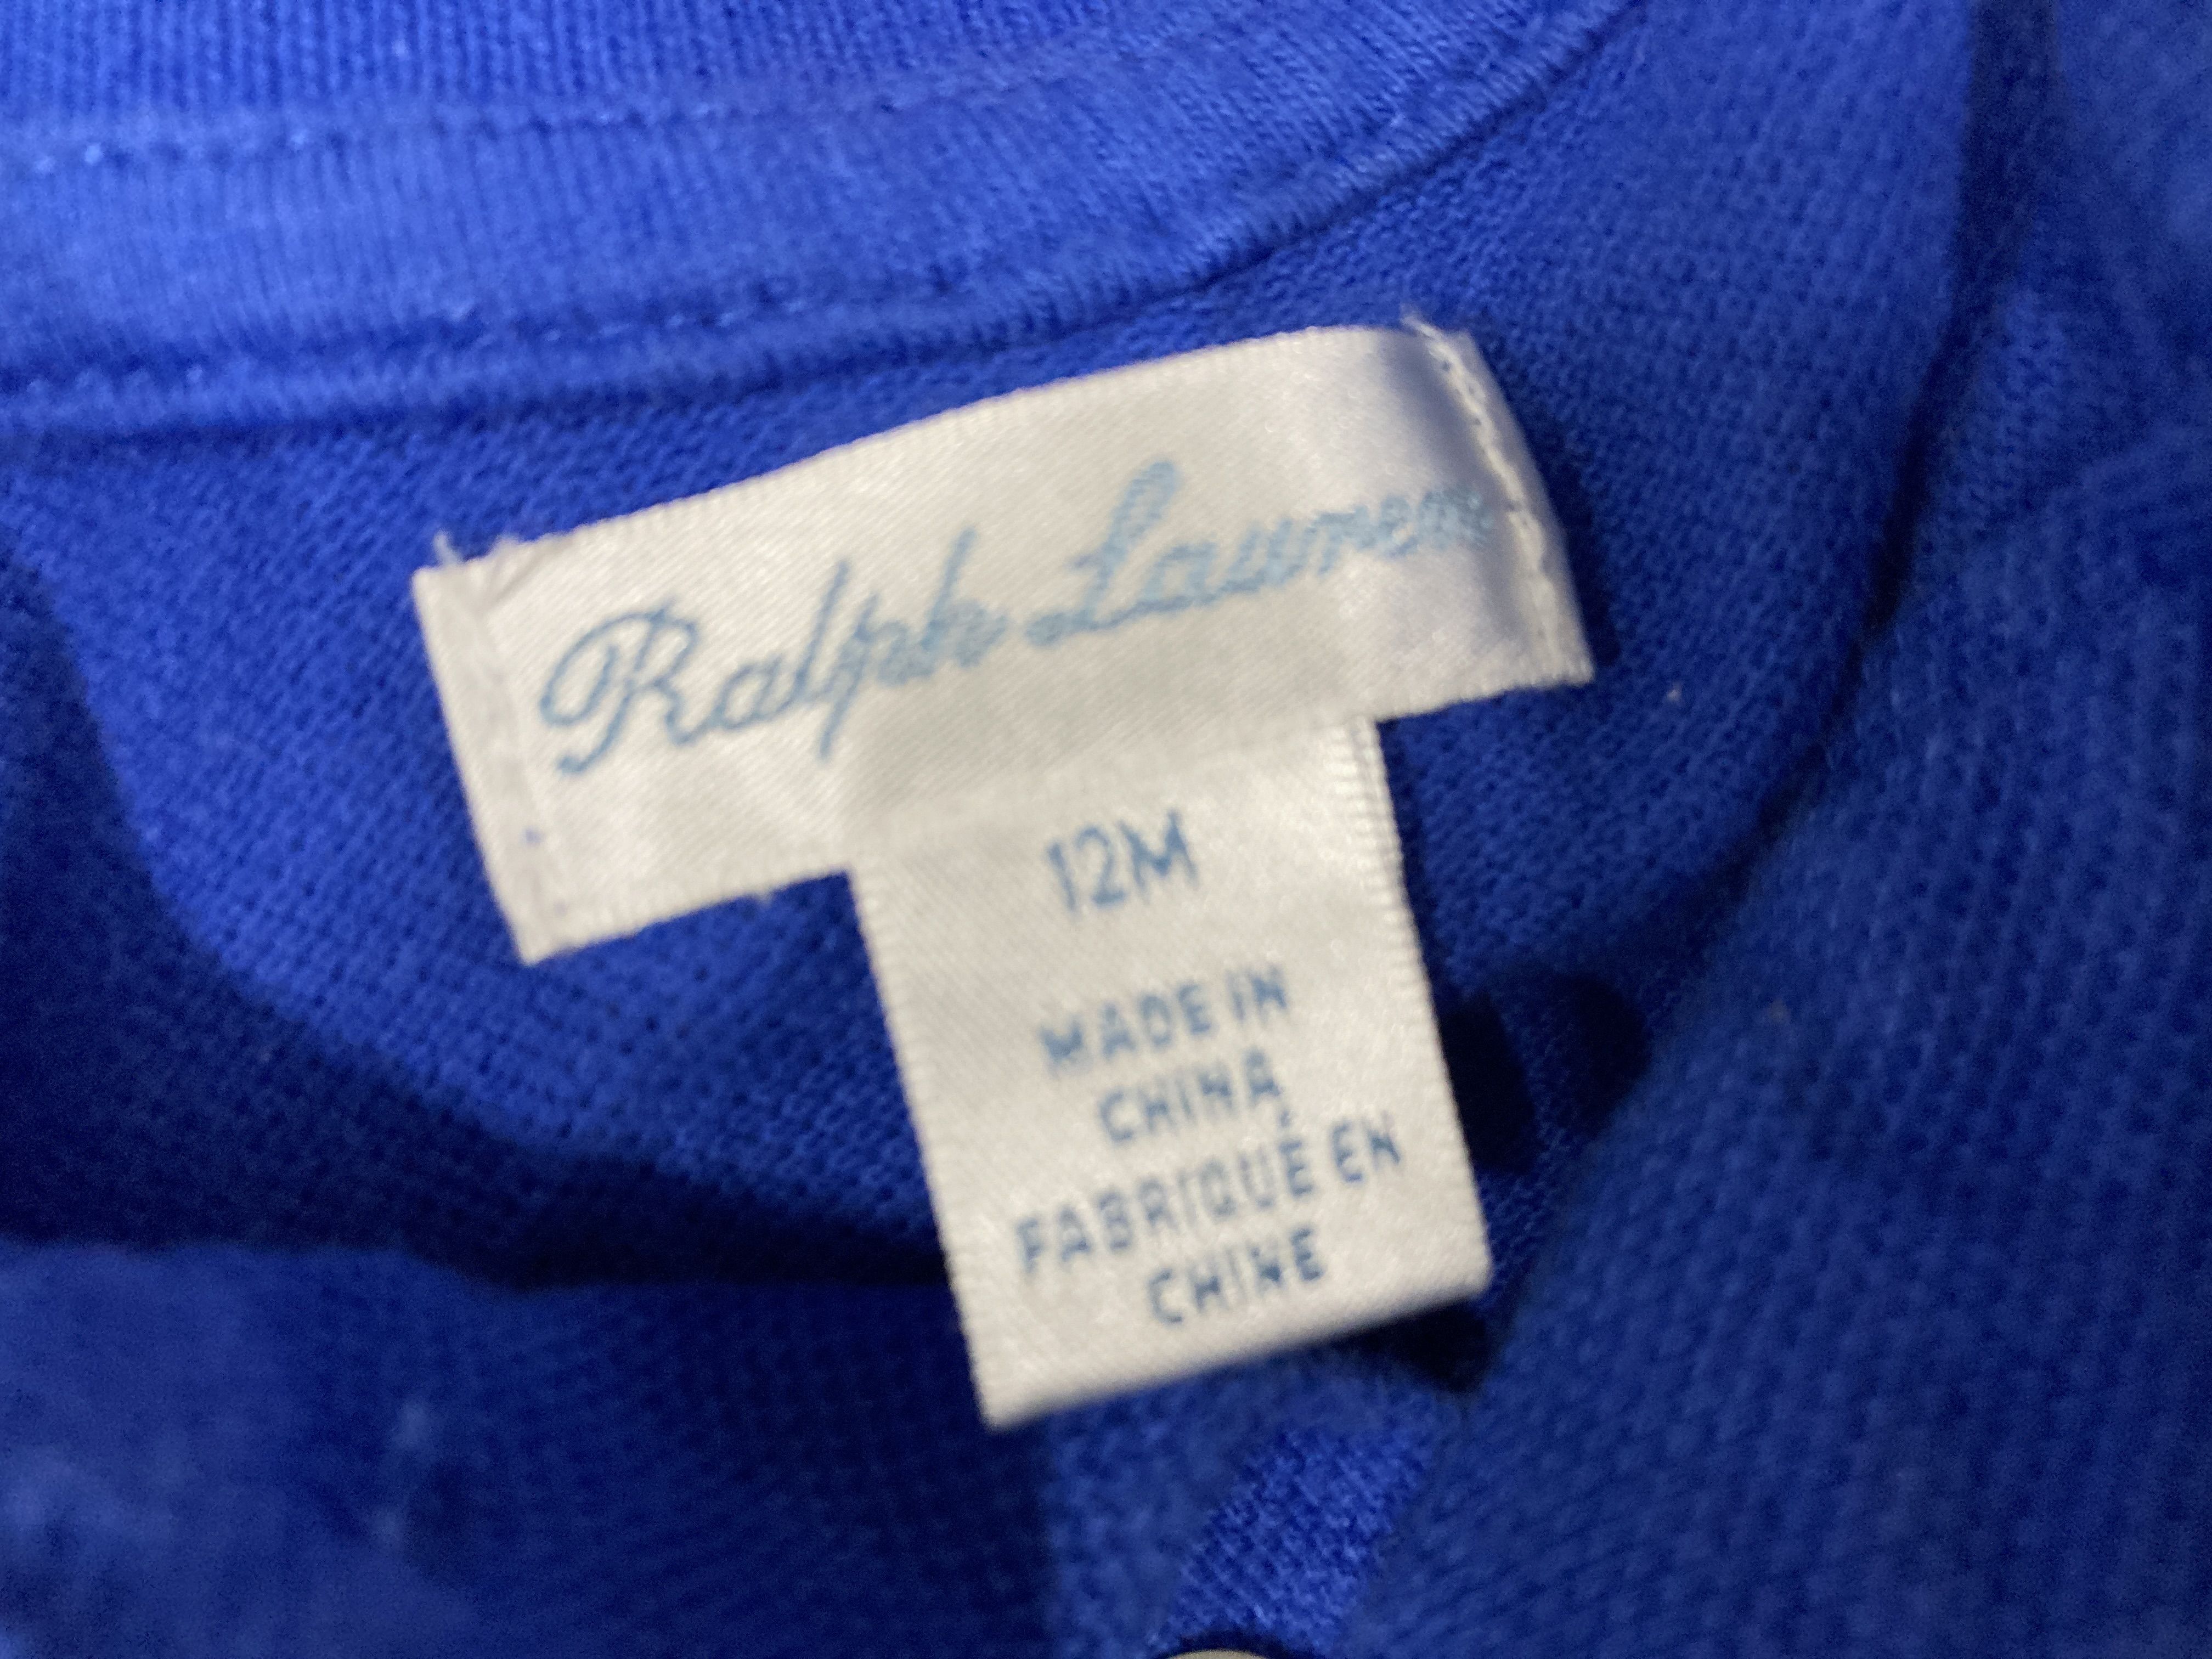 Ralph Lauren
12M
MADE IN
CHINA
FABRIQUÉ EN
CHINE